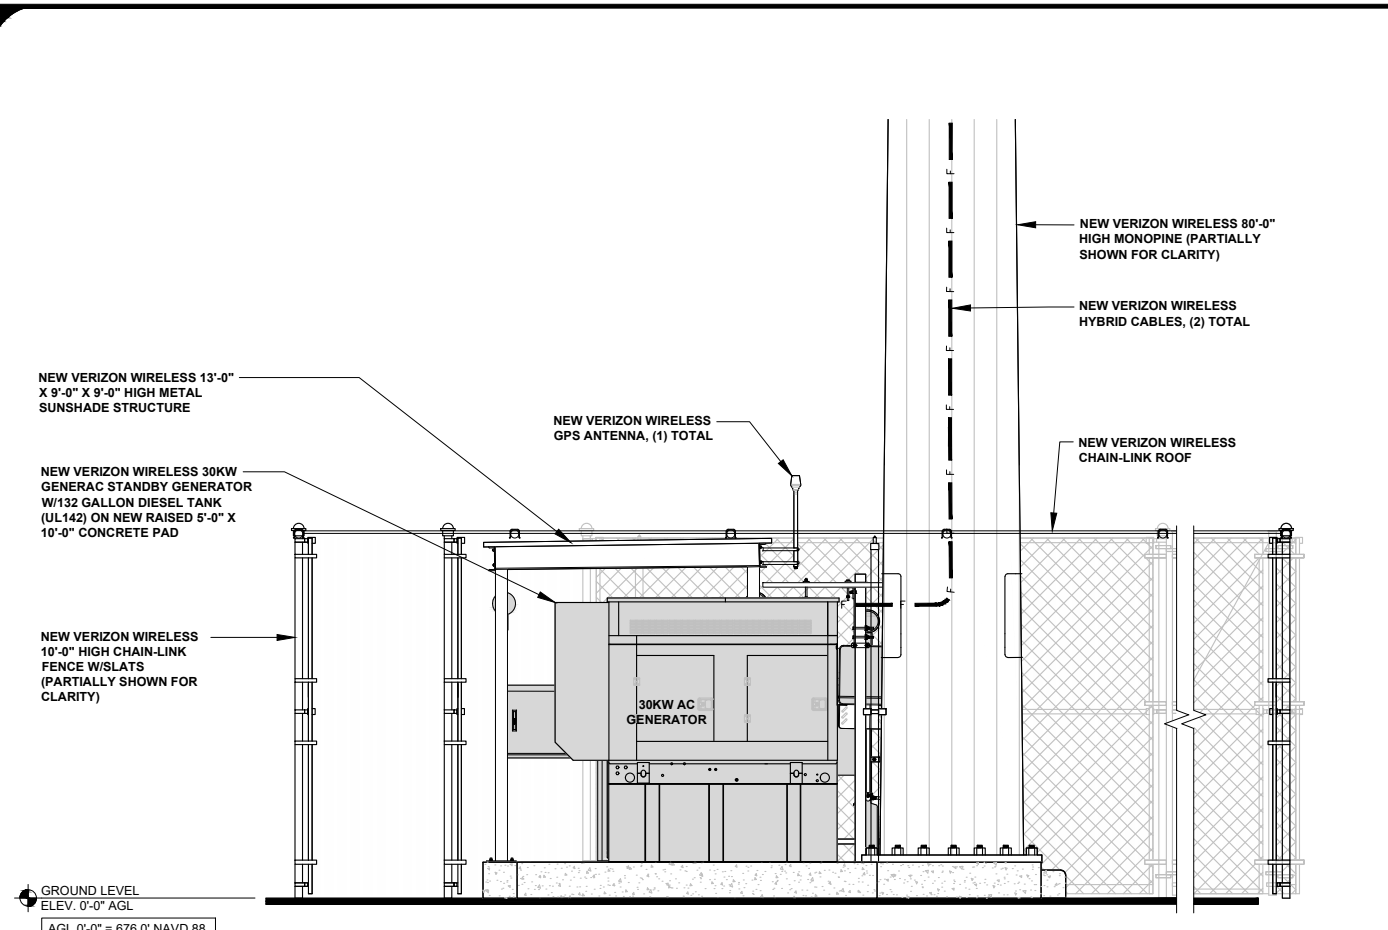 NEW VERIZON WIRELESS 80'-0"
HIGH MONOPINE (PARTIALLY
SHOWN FOR CLARITY)
NEW VERIZON WIRELESS
HYBRID CABLES, (2) TOTAL
NEW VERIZON WIRELESS 13'-0"
X 9'-0" X 9'-0" HIGH METAL
SUNSHADE STRUCTURE
NEW VERIZON WIRELESS
GPS ANTENNA, (1) TOTAL
NEW VERIZON WIRELESS
CHAIN-LINK ROOF
NEW VERIZON WIRELESS 30KW
GENERAC STANDBY GENERATOR
W/132 GALLON DIESEL TANK
(UL142) ON NEW RAISED 5'-0" X
10'-0" CONCRETE PAD
NEW VERIZON WIRELESS
10'-0" HIGH CHAIN-LINK
FENCE W/SLATS
(PARTIALLY SHOWN FOR
CLARITY)
30KW AC
GENERATOR
F
F
F
F
F
F
F
F
F
F
GROUND LEVEL
ELEV. 0'-0" AGL
AGL 0'-0" = 676.0' NAVD 88